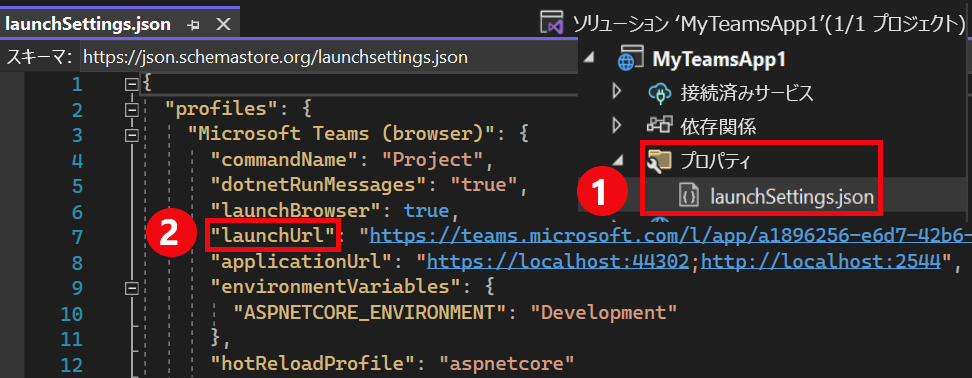 launchSettings.json
スキーマ: https://json.schemastore.org/launchsettings.json
1 {
2 "profiles": {
3 "Microsoft Teams (browser)": {
4 "commandName": "Project",
5 "dotnetRunMessages": "true",
6 "launchBrowser": true,
7 "launchUrl": "https://teams.microsoft.com/l/app/a1896256-e6d7-42b6-
8 "applicationUrl": "https://localhost:44302;http://localhost:2544",
9 "environmentVariables": {
10 "ASPNETCORE_ENVIRONMENT": "Development"
11 },
12 "hotReloadProfile": "aspnetcore"
2
ソリューション ‘MyTeamsApp1’(1/1 プロジェクト)
MyTeamsApp1
接続済みサービス
依存関係
プロパティ
1
launchSettings.json